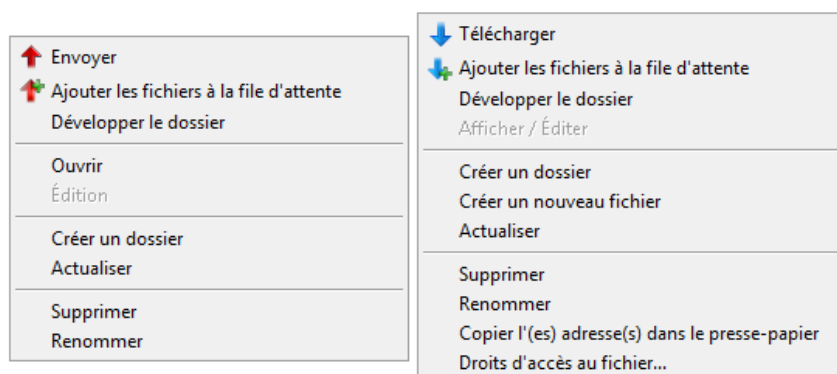 Envoyer
Ajouter les fichiers à la file d'attente
Développer le dossier
Ouvrir
Édition
Créer un dossier
Actualiser
Supprimer
Renommer
Télécharger
Ajouter les fichiers à la file d'attente
Développer le dossier
Afficher / Éditer
Créer un dossier
Créer un nouveau fichier
Actualiser
Supprimer
Renommer
Copier l'(es) adresse(s) dans le presse-papier
Droits d'accès au fichier...